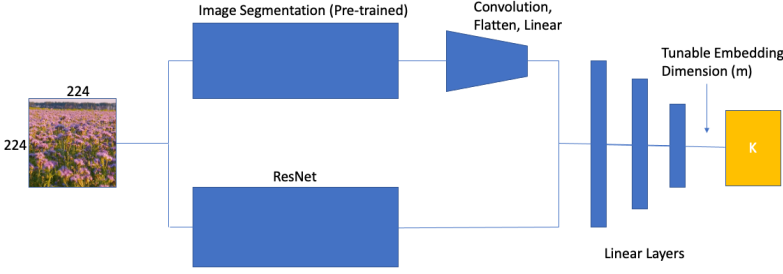 Image Segmentation (Pre-trained)
Convolution,
Flatten, Linear
Tunable Embedding
Dimension (m)
224
224
K
ResNet
Linear Layers